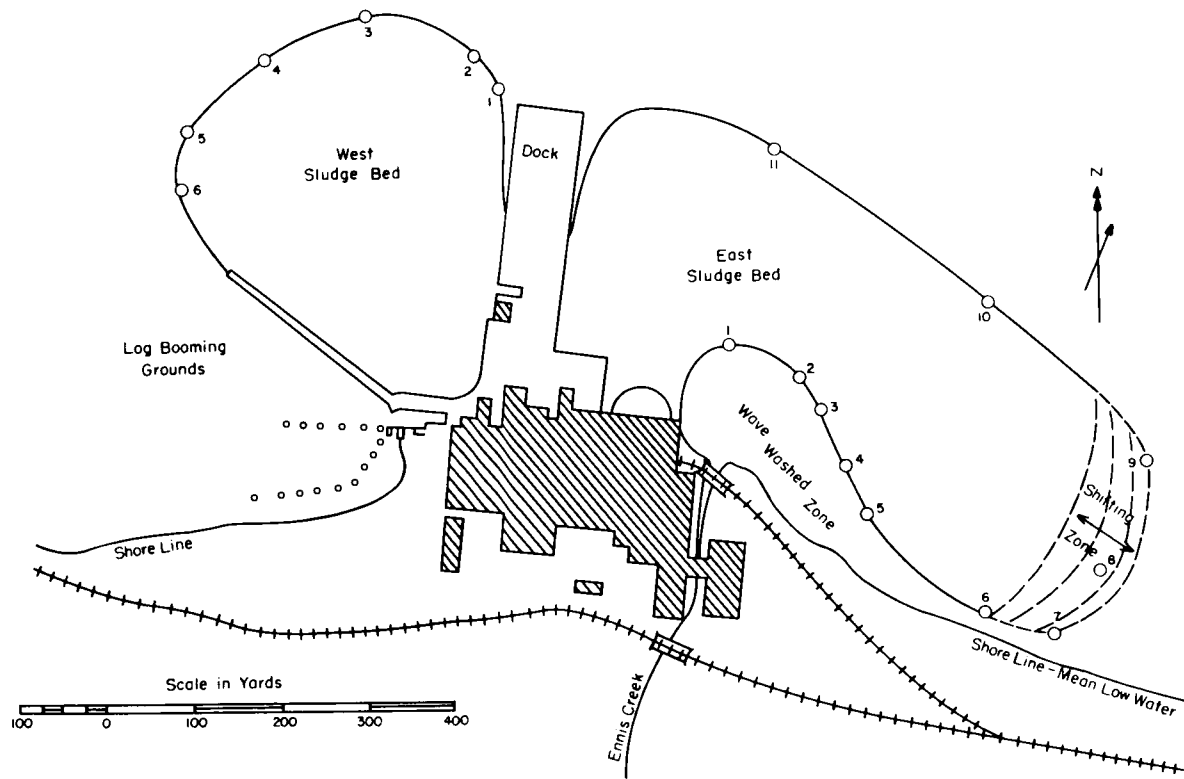 3
2
4
1
Dock
5
West
Sludge Bed
11
6
N
East
Sludge Bed
10
1
Log Booming
Grounds
2
3
Wave
Washed
Zone
4
9
Shifting
Zone
5
8
Shore Line
6
7
Shore Line - Mean Low Water
Scale in Yards
100 0 100 200 300 400
Ennis Creek